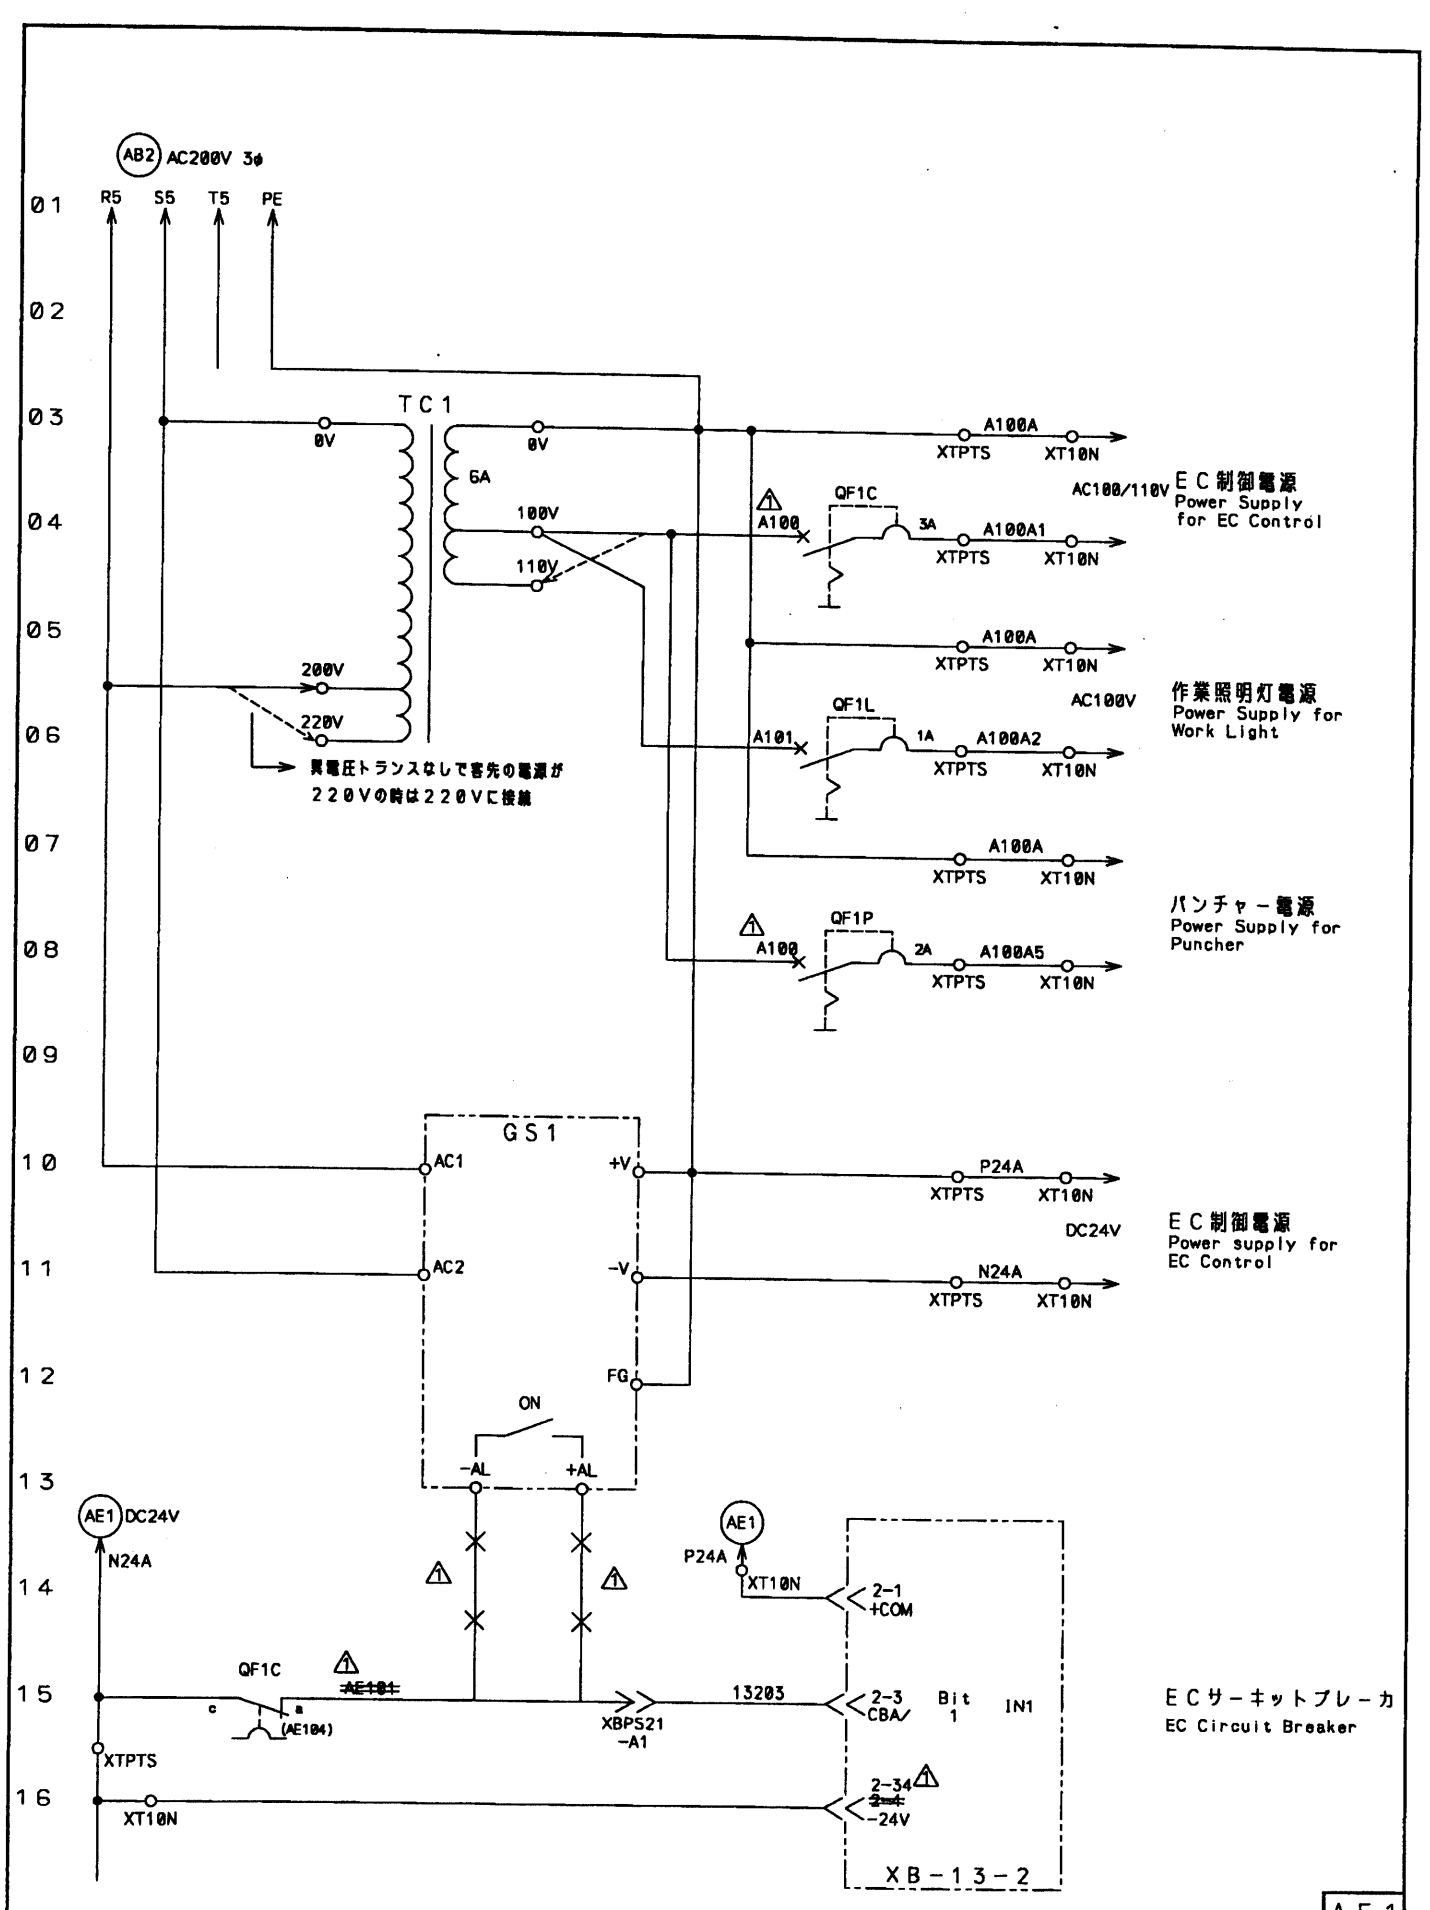 AB2 AC200V 3φ
01 R5 S5 T5 PE
02
TC1
03
0V 0V
A100A
XTPTS XT10N
6A
EC制御電源
AC100/110V
Power Supply
for EC Control
QF1C
1
04
100V A100 3A A100A1
XTPTS XT10N
110V
05
A100A
XTPTS XT10N
200V
作業照明灯電源
AC100V
Power Supply for
Work Light
QF1L
06
220V A101 1A A100A2
XTPTS XT10N
異電圧トランスなしで客先の電源が
220Vの時は220Vに接続
07
A100A
XTPTS XT10N
パンチャー電源
Power Supply for
Puncher
QF1P
1
08
A100 2A A100A5
XTPTS XT10N
09
GS1
10
AC1 +V P24A
XTPTS XT10N
DC24V
EC制御電源
Power supply for
EC Control
11
AC2 -V N24A
XTPTS XT10N
12
FG
ON
13
-AL +AL
AE1 DC24V
AE1
N24A
P24A
14
1 1
XT10N
2-1
+COM
QF1C
1
15
AE101
c a
(AE104)
XBPS21
-A1
13203
2-3
CBA/
Bit
1
IN1
ECサーキットブレーカ
EC Circuit Breaker
XTPTS
16
XT10N
2-34
1
2-4
-24V
XB-13-2
AE1